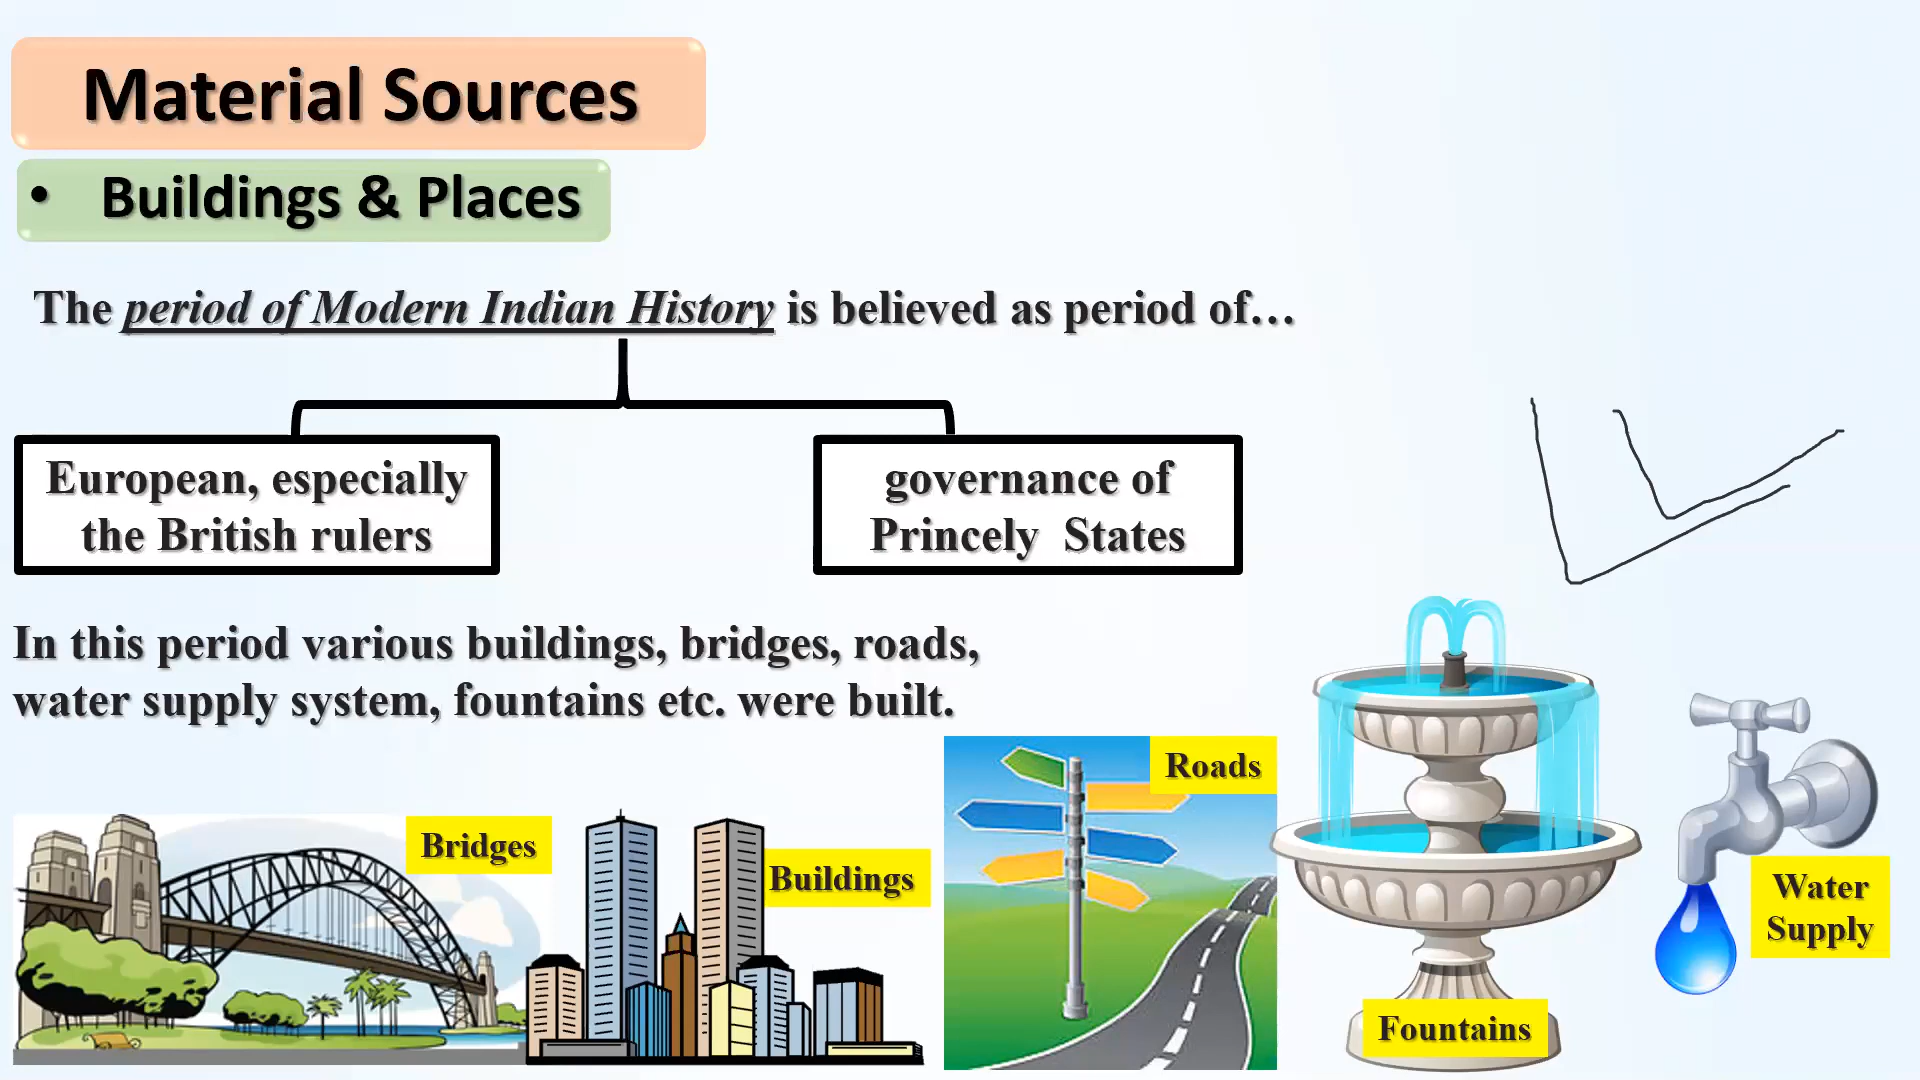 Material Sources
• Buildings & Places
The period of Modern Indian History is believed as period of…
European, especially
the British rulers
governance of
Princely States
In this period various buildings, bridges, roads,
water supply system, fountains etc. were built.
Bridges
Buildings
Roads
Fountains
Water
Supply